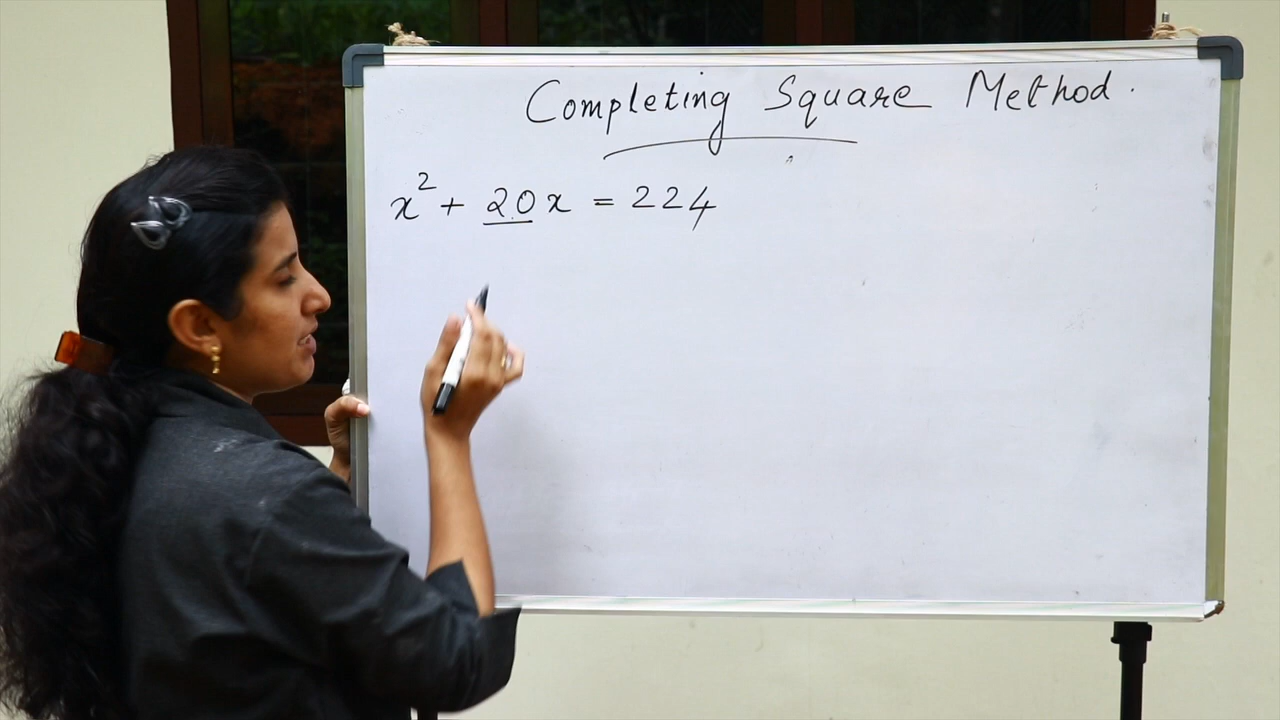 Completing Square Method.
x² + 20x = 224